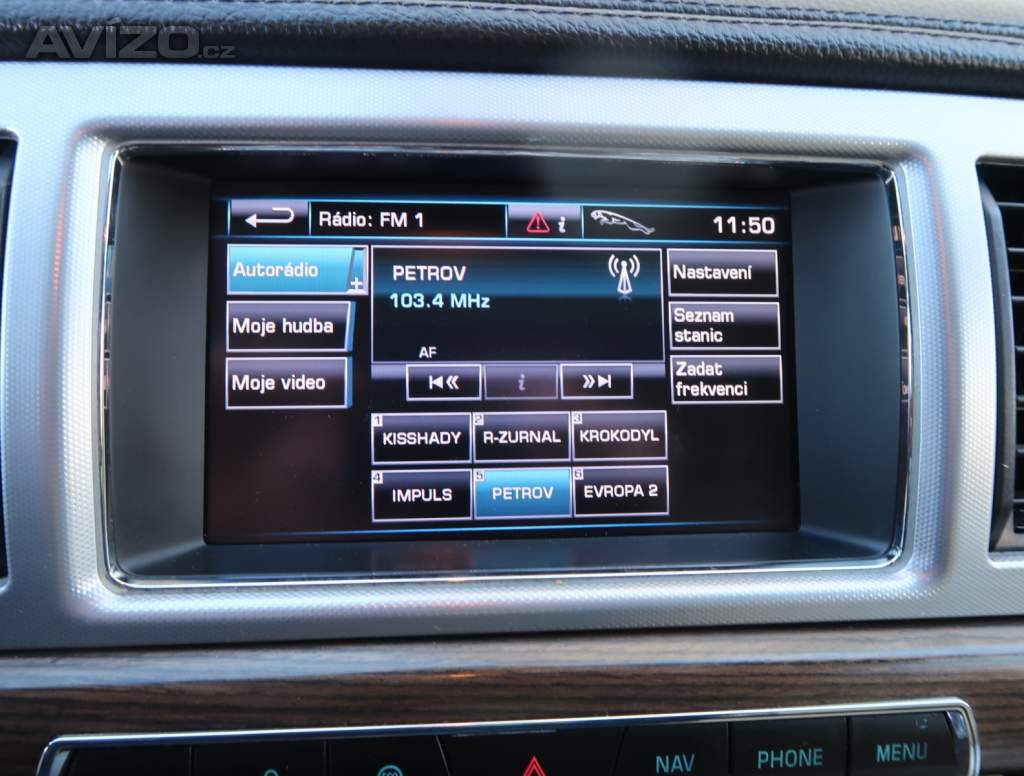 AVÍZO.cz
Rádio: FM 1
i
11:50
Autorádio
+
PETROV
103.4 MHz
AF
Nastavení
Moje hudba
Seznam
stanic
Moje video
i
Zadat
frekvenci
1 KISSHADY
2 R-ZURNAL
3 KROKODYL
4 IMPULS
5 PETROV
6 EVROPA 2
NAV
PHONE
MENU